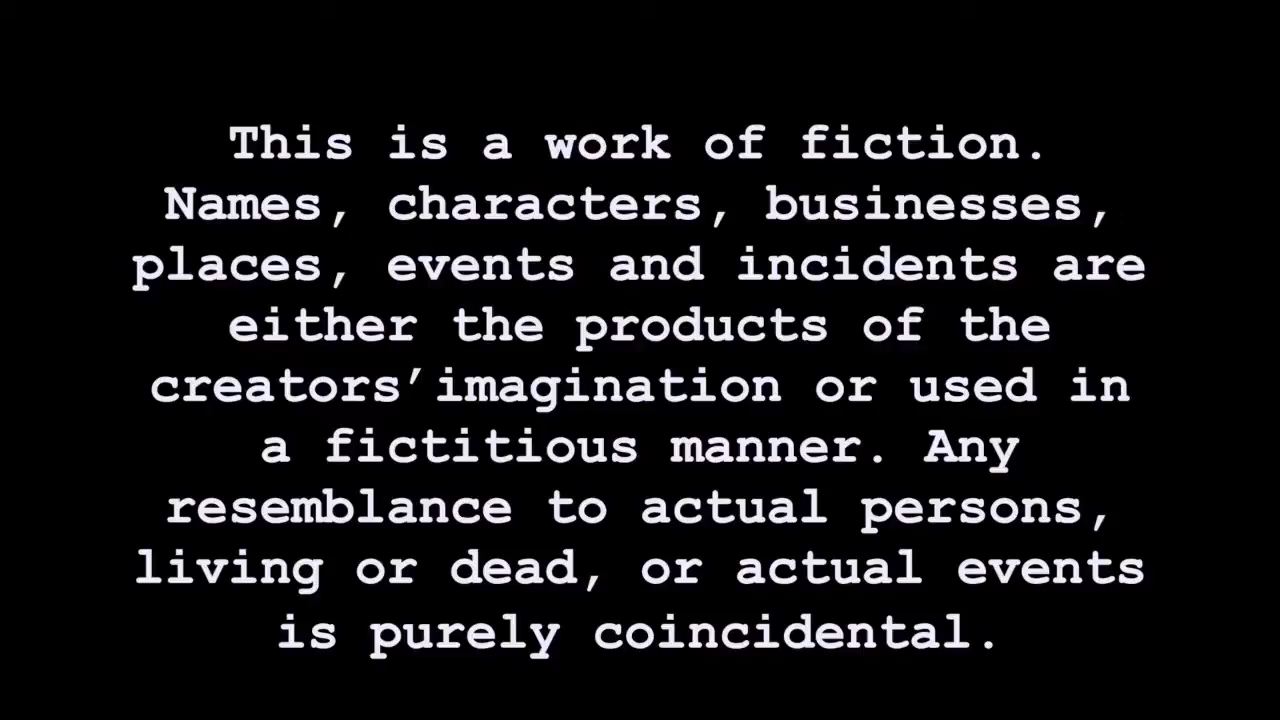 This is a work of fiction.
Names, characters, businesses,
places, events and incidents are
either the products of the
creators’imagination or used in
a fictitious manner. Any
resemblance to actual persons,
living or dead, or actual events
is purely coincidental.